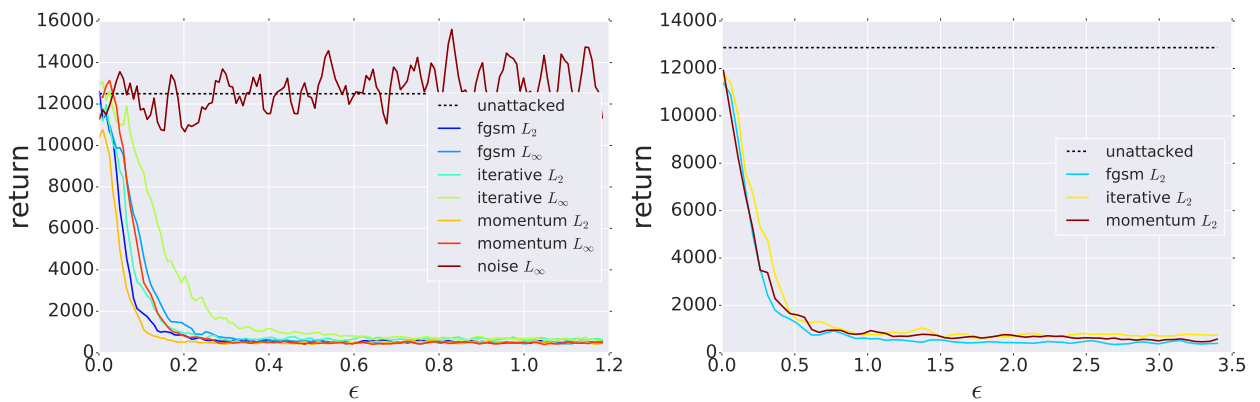 16000
14000
12000
10000
8000
6000
4000
2000
0
return
0.0 0.2 0.4 0.6 0.8 1.0 1.2
ϵ
unattacked
fgsm L₂
fgsm L∞
iterative L₂
iterative L∞
momentum L₂
momentum L∞
noise L∞
14000
12000
10000
8000
6000
4000
2000
0
return
0.0 0.5 1.0 1.5 2.0 2.5 3.0 3.5
ϵ
unattacked
fgsm L₂
iterative L₂
momentum L₂